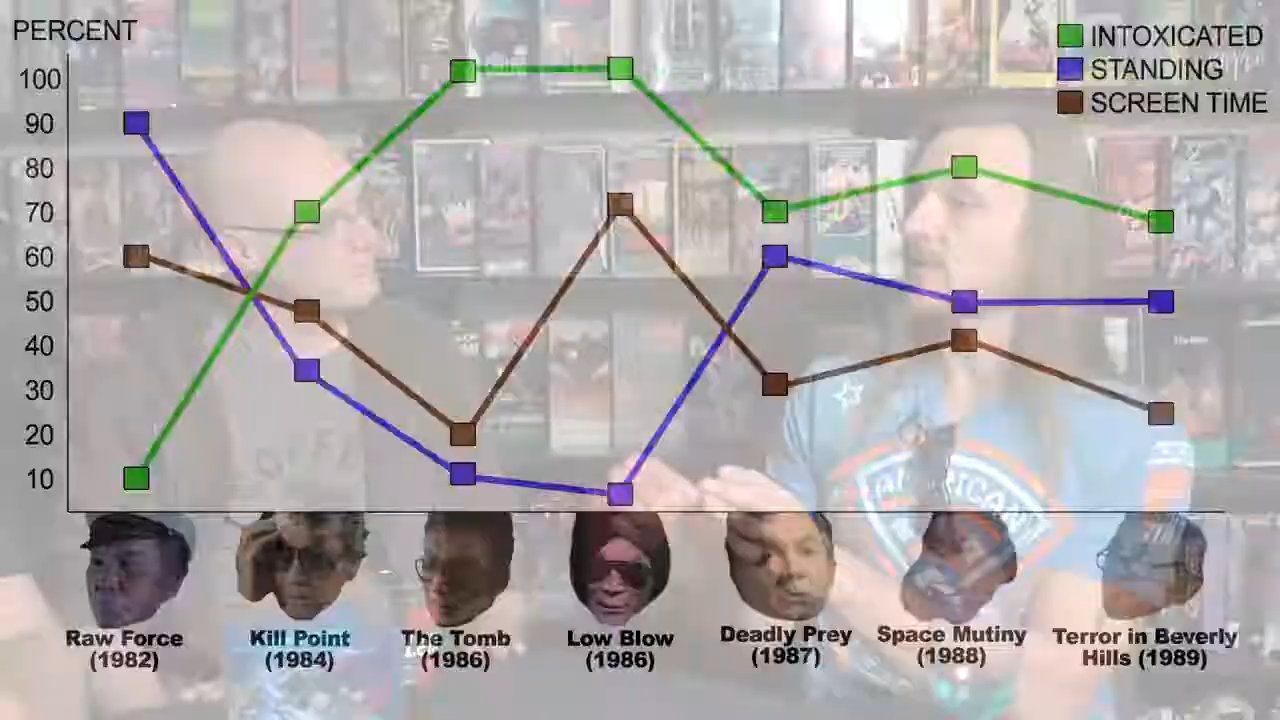 PERCENT
INTOXICATED
STANDING
SCREEN TIME
100
90
80
70
60
50
40
30
20
10
Raw Force
(1982)
Kill Point
(1984)
The Tomb
(1986)
Low Blow
(1986)
Deadly Prey
(1987)
Space Mutiny
(1988)
Terror in Beverly
Hills (1989)